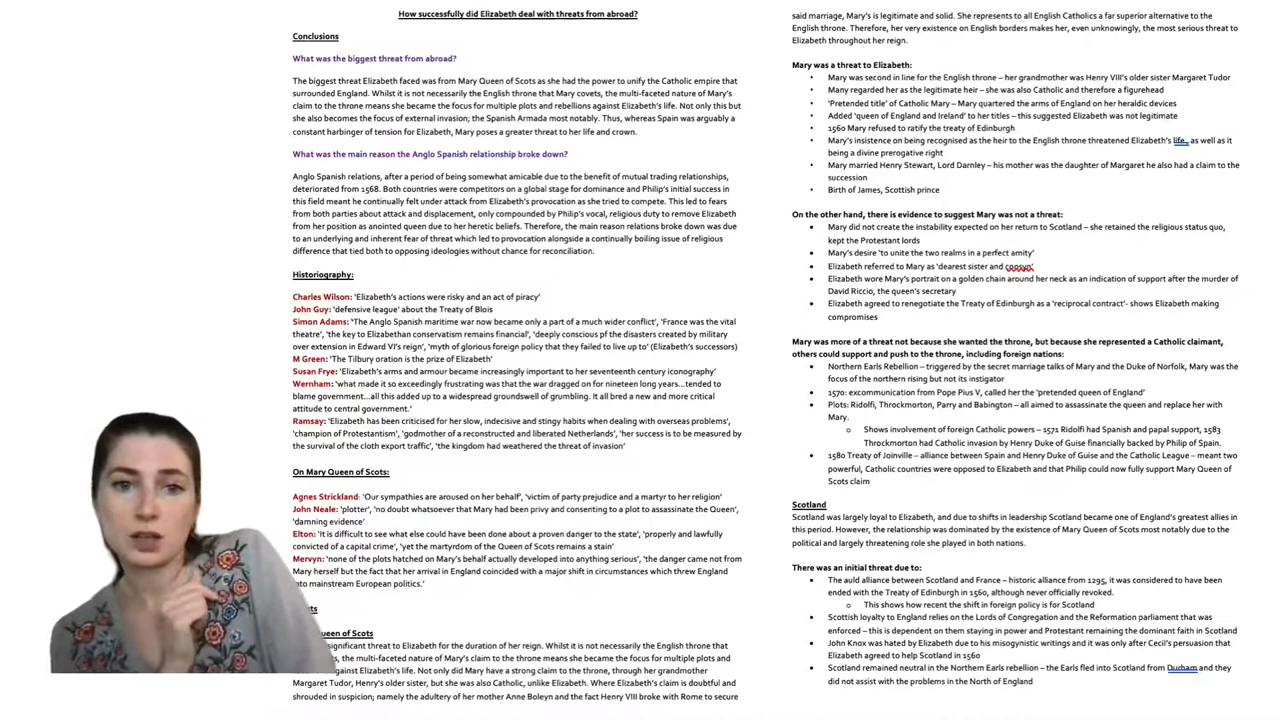 How successfully did Elizabeth deal with threats from abroad?
Conclusions
What was the biggest threat from abroad?
The biggest threat Elizabeth faced was from Mary Queen of Scots as she had the power to unify the Catholic empire that
surrounded England. Whilst it is not necessarily the English throne that Mary covets, the multi-faceted nature of Mary's
claim to the throne means she became the focus for multiple plots and rebellions against Elizabeth's life. Not only this but
she also becomes the focus of external invasion; the Spanish Armada most notably. Thus, whereas Spain was arguably a
constant harbinger of tension for Elizabeth, Mary poses a greater threat to her life and crown.
What was the main reason the Anglo Spanish relationship broke down?
Anglo Spanish relations, after a period of being somewhat amicable due to the benefit of mutual trading relationships,
deteriorated from 1568. Both countries were competitors on a global stage for dominance and Philip's initial success in
this field meant he continually felt under attack from Elizabeth's provocation as she tried to compete. This led to
fears from both parties about attack and displacement, only compounded by Philip's vocal, religious duty to remove Elizabeth
from her position as anointed queen due to her heretic beliefs. Therefore, the main reason relations broke down was due
to an underlying and inherent fear of threat which led to provocation alongside a continually boiling issue of religious
difference that tied both to opposing ideologies without chance for reconciliation.
Historiography:
Charles Wilson: 'Elizabeth's actions were risky and an act of piracy'
John Guy: 'defensive league' about the Treaty of Blois
Simon Adams: 'The Anglo Spanish maritime war now became only a part of a much wider conflict', 'France was the vital
theatre', 'the key to Elizabethan conservatism remains financial', 'deeply conscious pf the disasters created by military
over extension in Edward VI's reign', 'myth of glorious foreign policy that they failed to live up to' (Elizabeth's successors)
M Green: 'The Tilbury oration is the prize of Elizabeth'
Susan Frye: 'Elizabeth's arms and armour became increasingly important to her seventeenth century iconography'
Wernham: 'what made it so exceedingly frustrating was that the war dragged on for nineteen long years...tended to
blame government...all this added up to a widespread groundswell of grumbling. It all bred a new and more critical
attitude to central government.'
Ramsay: 'Elizabeth has been criticised for her slow, indecisive and stingy habits when dealing with overseas problems',
'champion of Protestantism', 'godmother of a reconstructed and liberated Netherlands', 'her success is to be measured by
the survival of the cloth export traffic', 'the kingdom had weathered the threat of invasion'
On Mary Queen of Scots:
Agnes Strickland: 'Our sympathies are aroused on her behalf', 'victim of party prejudice and a martyr to her religion'
John Neale: 'plotter', 'no doubt whatsoever that Mary had been privy and consenting to a plot to assassinate the Queen',
'damning evidence'
Elton: 'It is difficult to see what else could have been done about a proven danger to the state', 'properly and lawfully
convicted of a capital crime', 'yet the martyrdom of the Queen of Scots remains a stain'
Mervyn: 'none of the plots hatched on Mary's behalf actually developed into anything serious', 'the danger came not from
Mary herself but the fact that her arrival in England coincided with a major shift in circumstances which threw England
into mainstream European politics.'
ts
ueen of Scots
significant threat to Elizabeth for the duration of her reign. Whilst it is not necessarily the English throne that
, the multi-faceted nature of Mary's claim to the throne means she became the focus for multiple plots and
against Elizabeth's life. Not only did Mary have a strong claim to the throne, through her grandmother
Margaret Tudor, Henry's older sister, but she was also Catholic, unlike Elizabeth. Where Elizabeth's claim is doubtful and
shrouded in suspicion; namely the adultery of her mother Anne Boleyn and the fact Henry VIII broke with Rome to secure
said marriage, Mary's is legitimate and solid. She represents to all English Catholics a far superior alternative to the
English throne. Therefore, her very existence on English borders makes her, even unknowingly, the most serious threat to
Elizabeth throughout her reign.
Mary was a threat to Elizabeth:
• Mary was second in line for the English throne – her grandmother was Henry VIII's older sister Margaret Tudor
• Many regarded her as the legitimate heir – she was also Catholic and therefore a figurehead
• 'Pretended title' of Catholic Mary – Mary quartered the arms of England on her heraldic devices
• Added 'queen of England and Ireland' to her titles – this suggested Elizabeth was not legitimate
• 1560 Mary refused to ratify the treaty of Edinburgh
• Mary's insistence on being recognised as the heir to the throne threatened Elizabeth's life, as well as it
being a divine prerogative right
• Mary married Henry Stewart, Lord Darnley – his mother was the daughter of Margaret he also had a claim to the
succession
• Birth of James, Scottish prince
On the other hand, there is evidence to suggest Mary was not a threat:
• Mary did not create the instability expected on her return to Scotland – she retained the religious status quo,
kept the Protestant lords
• Mary's desire 'to unite the two realms in a perfect amity'
• Elizabeth referred to Mary as 'dearest sister and
• Elizabeth wore Mary's portrait on a golden chain around her neck as an indication of support after the murder of
David Riccio, the queen's secretary
• Elizabeth agreed to renegotiate the Treaty of Edinburgh as a 'reciprocal contract'- shows Elizabeth making
compromises
Mary was more of a threat not because she wanted the throne, but because she represented a Catholic claimant,
others could support and push to the throne, including foreign nations:
• Northern Earls Rebellion – triggered by the secret marriage talks of Mary and the Duke of Norfolk, Mary was the
focus of the northern rising but not its instigator
• 1570: excommunication from Pope Pius V, called her the 'pretended queen of England'
• Plots: Ridolfi, Throckmorton, Parry and Babington – all aimed to assassinate the queen and replace her with
Mary.
o Shows involvement of foreign Catholic powers – 1571 Ridolfi had Spanish and papal support, 1583
Throckmorton had Catholic invasion by Henry Duke of Guise financially backed by Philip of Spain.
• 1580 Treaty of Joinville – alliance between Spain and Henry Duke of Guise and the Catholic League – meant two
powerful, Catholic countries were opposed to Elizabeth and that Philip could now fully support Mary Queen of
Scots claim
Scotland
Scotland was largely loyal to Elizabeth, and due to shifts in leadership Scotland became one of England's greatest allies in
this period. However, the relationship was dominated by the existence of Mary Queen of Scots most notably due to the
political and largely threatening role she played in both nations.
There was an initial threat due to:
• The auld alliance between Scotland and France – historic alliance from 1295, it was considered to have been
ended with the Treaty of Edinburgh in 1560, although never officially revoked.
o This shows how recent the shift in foreign policy is for Scotland
• Scottish loyalty to England relies on the Lords of Congregation and the Reformation parliament that was
enforced – this is dependent on them staying in power and Protestant remaining the dominant faith in Scotland
• John Knox was hated by Elizabeth due to his misogynistic writings and it was only after Cecil's persuasion that
Elizabeth agreed to help Scotland in 1560
• Scotland remained neutral in the Northern Earls rebellion – the Earls fled into Scotland from Durham and they
did not assist with the problems in the North of England